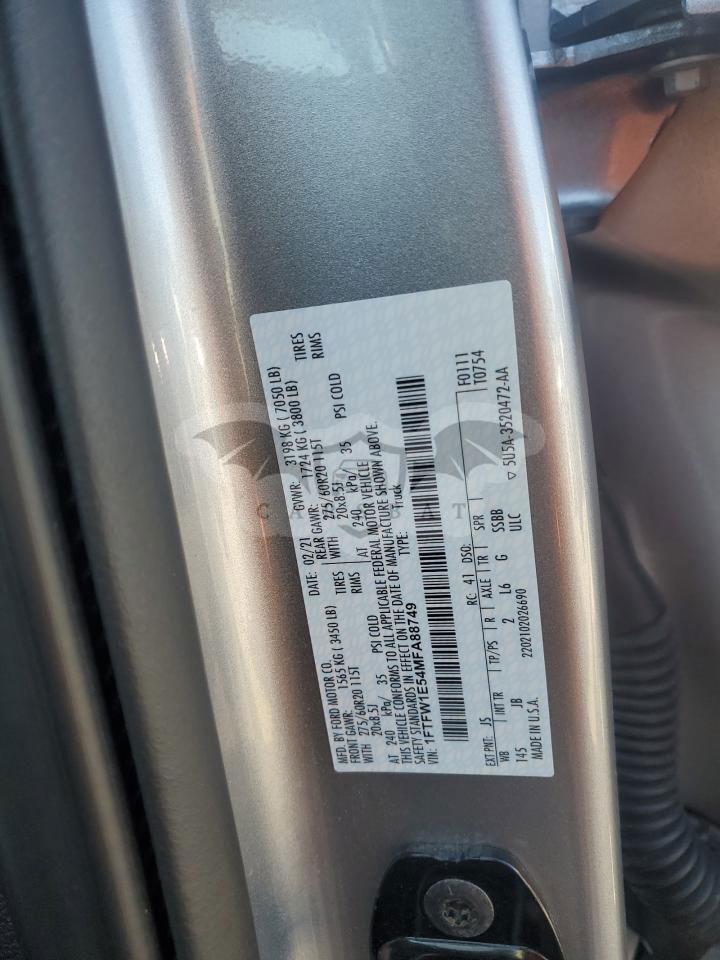 MFD. BY FORD MOTOR CO.
DATE: 02/21 GVWR: 3198 KG ( 7050 LB)
FRONT GAWR: 1565 KG ( 3450 LB) REAR GAWR: 1724 KG ( 3800 LB)
WITH 275/60R20 115T TIRES WITH 275/60R20 115T TIRES
20x8.5J RIMS 20x8.5J RIMS
AT 240 kPa/ 35 PSI COLD AT 240 kPa/ 35 PSI COLD
THIS VEHICLE CONFORMS TO ALL APPLICABLE FEDERAL MOTOR VEHICLE
SAFETY STANDARDS IN EFFECT ON THE DATE OF MANUFACTURE SHOWN ABOVE.
VIN: 1FTFW1E54MFA88749 TYPE: Truck
F0111
EXT PNT: JS RC: 41 DSO: T0754
WB INT TR TP/PS R AXLE TR SPR
145 JB 2 L6 G SSBB
MADE IN U.S.A. 2202102026690 ULC ▽ 5U5A-3520472-AA